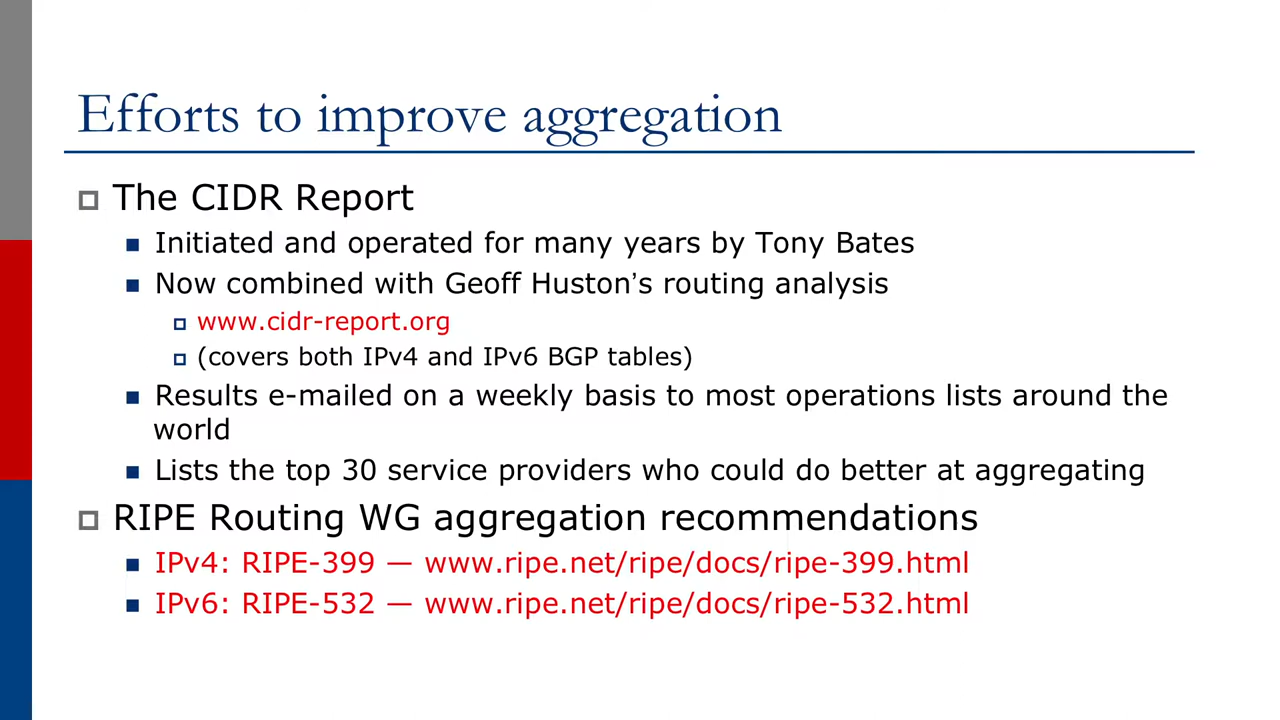 Efforts to improve aggregation
The CIDR Report
Initiated and operated for many years by Tony Bates
Now combined with Geoff Huston’s routing analysis
www.cidr-report.org
(covers both IPv4 and IPv6 BGP tables)
Results e-mailed on a weekly basis to most operations lists around the
world
Lists the top 30 service providers who could do better at aggregating
RIPE Routing WG aggregation recommendations
IPv4: RIPE-399 — www.ripe.net/ripe/docs/ripe-399.html
IPv6: RIPE-532 — www.ripe.net/ripe/docs/ripe-532.html